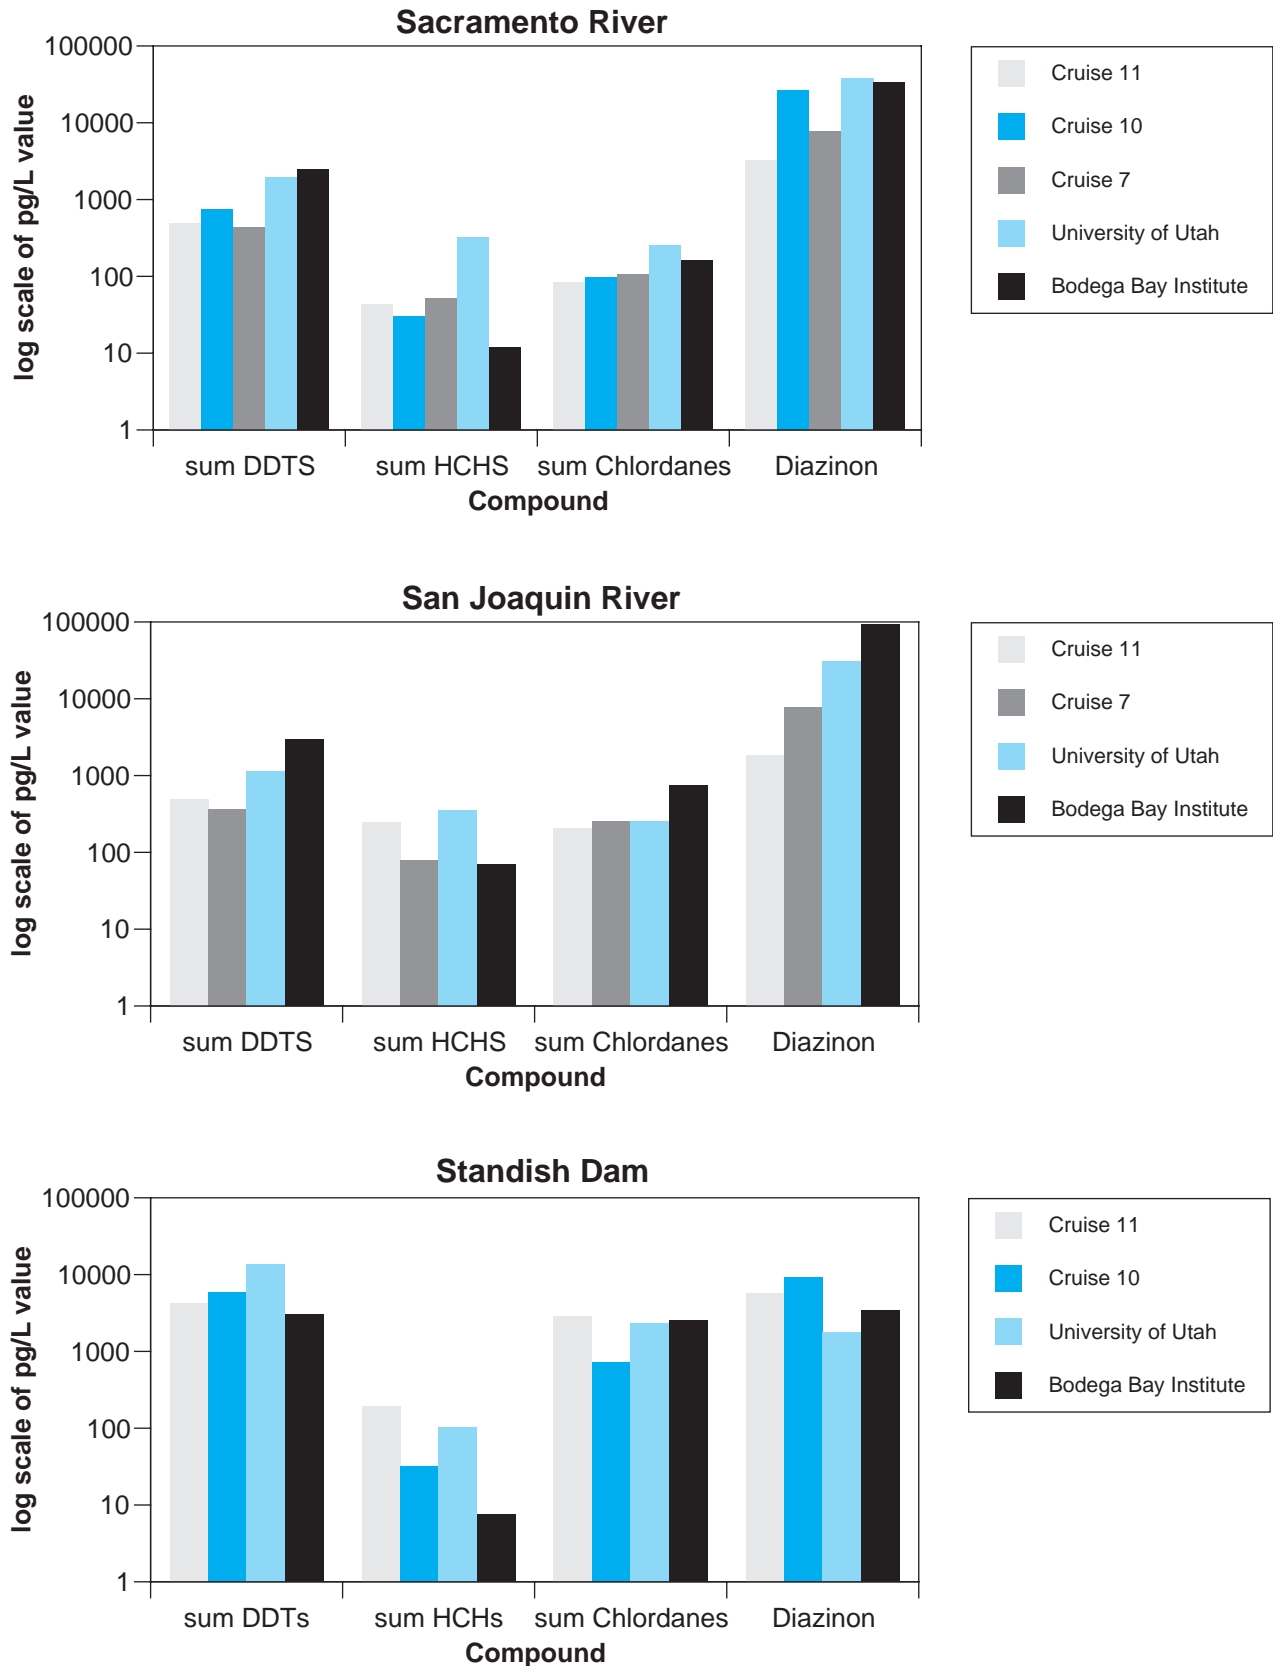 Sacramento River
log scale of pg/L value
100000
10000
1000
100
10
1
sum DDTS
sum HCHS
sum Chlordanes
Diazinon
Compound
Cruise 11
Cruise 10
Cruise 7
University of Utah
Bodega Bay Institute
San Joaquin River
log scale of pg/L value
100000
10000
1000
100
10
1
sum DDTS
sum HCHS
sum Chlordanes
Diazinon
Compound
Cruise 11
Cruise 7
University of Utah
Bodega Bay Institute
Standish Dam
log scale of pg/L value
100000
10000
1000
100
10
1
sum DDTs
sum HCHs
sum Chlordanes
Diazinon
Compound
Cruise 11
Cruise 10
University of Utah
Bodega Bay Institute